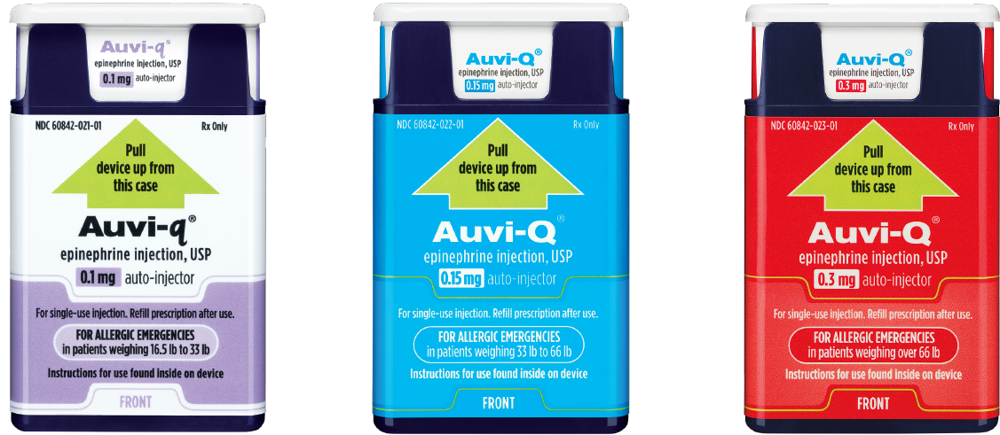 Auvi-q®
epinephrine injection, USP
0.1 mg auto-injector
NDC 60842-021-01 Rx Only
Pull
device up from
this case
Auvi-q®
epinephrine injection, USP
0.1 mg auto-injector
For single-use injection. Refill prescription after use.
FOR ALLERGIC EMERGENCIES
in patients weighing 16.5 lb to 33 lb
Instructions for use found inside on device
FRONT
Auvi-Q®
epinephrine injection, USP
0.15 mg auto-injector
NDC 60842-022-01 Rx Only
Pull
device up from
this case
Auvi-Q®
epinephrine injection, USP
0.15 mg auto-injector
For single-use injection. Refill prescription after use.
FOR ALLERGIC EMERGENCIES
in patients weighing 33 lb to 66 lb
Instructions for use found inside on device
FRONT
Auvi-Q®
epinephrine injection, USP
0.3 mg auto-injector
NDC 60842-023-01 Rx Only
Pull
device up from
this case
Auvi-Q®
epinephrine injection, USP
0.3 mg auto-injector
For single-use injection. Refill prescription after use.
FOR ALLERGIC EMERGENCIES
in patients weighing over 66 lb
Instructions for use found inside on device
FRONT